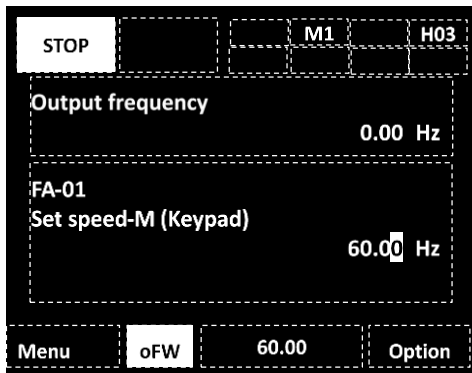 STOP M1 H03
Output frequency
0.00 Hz
FA-01
Set speed-M (Keypad)
60.00 Hz
Menu oFW 60.00 Option